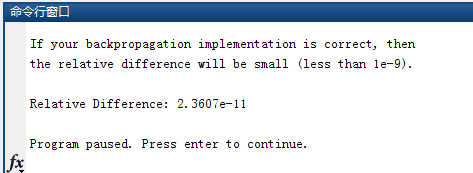 命令行窗口
If your backpropagation implementation is correct, then
the relative difference will be small (less than 1e-9).
Relative Difference: 2.3607e-11
Program paused. Press enter to continue.
fx